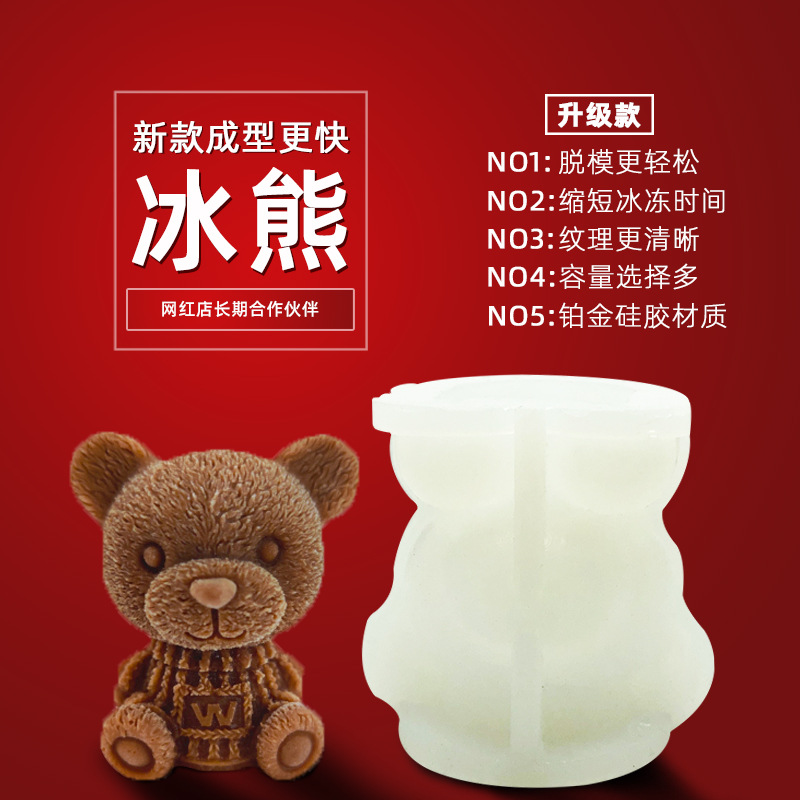 新款成型更快
冰熊
网红店长期合作伙伴
升级款
NO1: 脱模更轻松
NO2:缩短冰冻时间
NO3:纹理更清晰
NO4:容量选择多
NO5:铂金硅胶材质
W